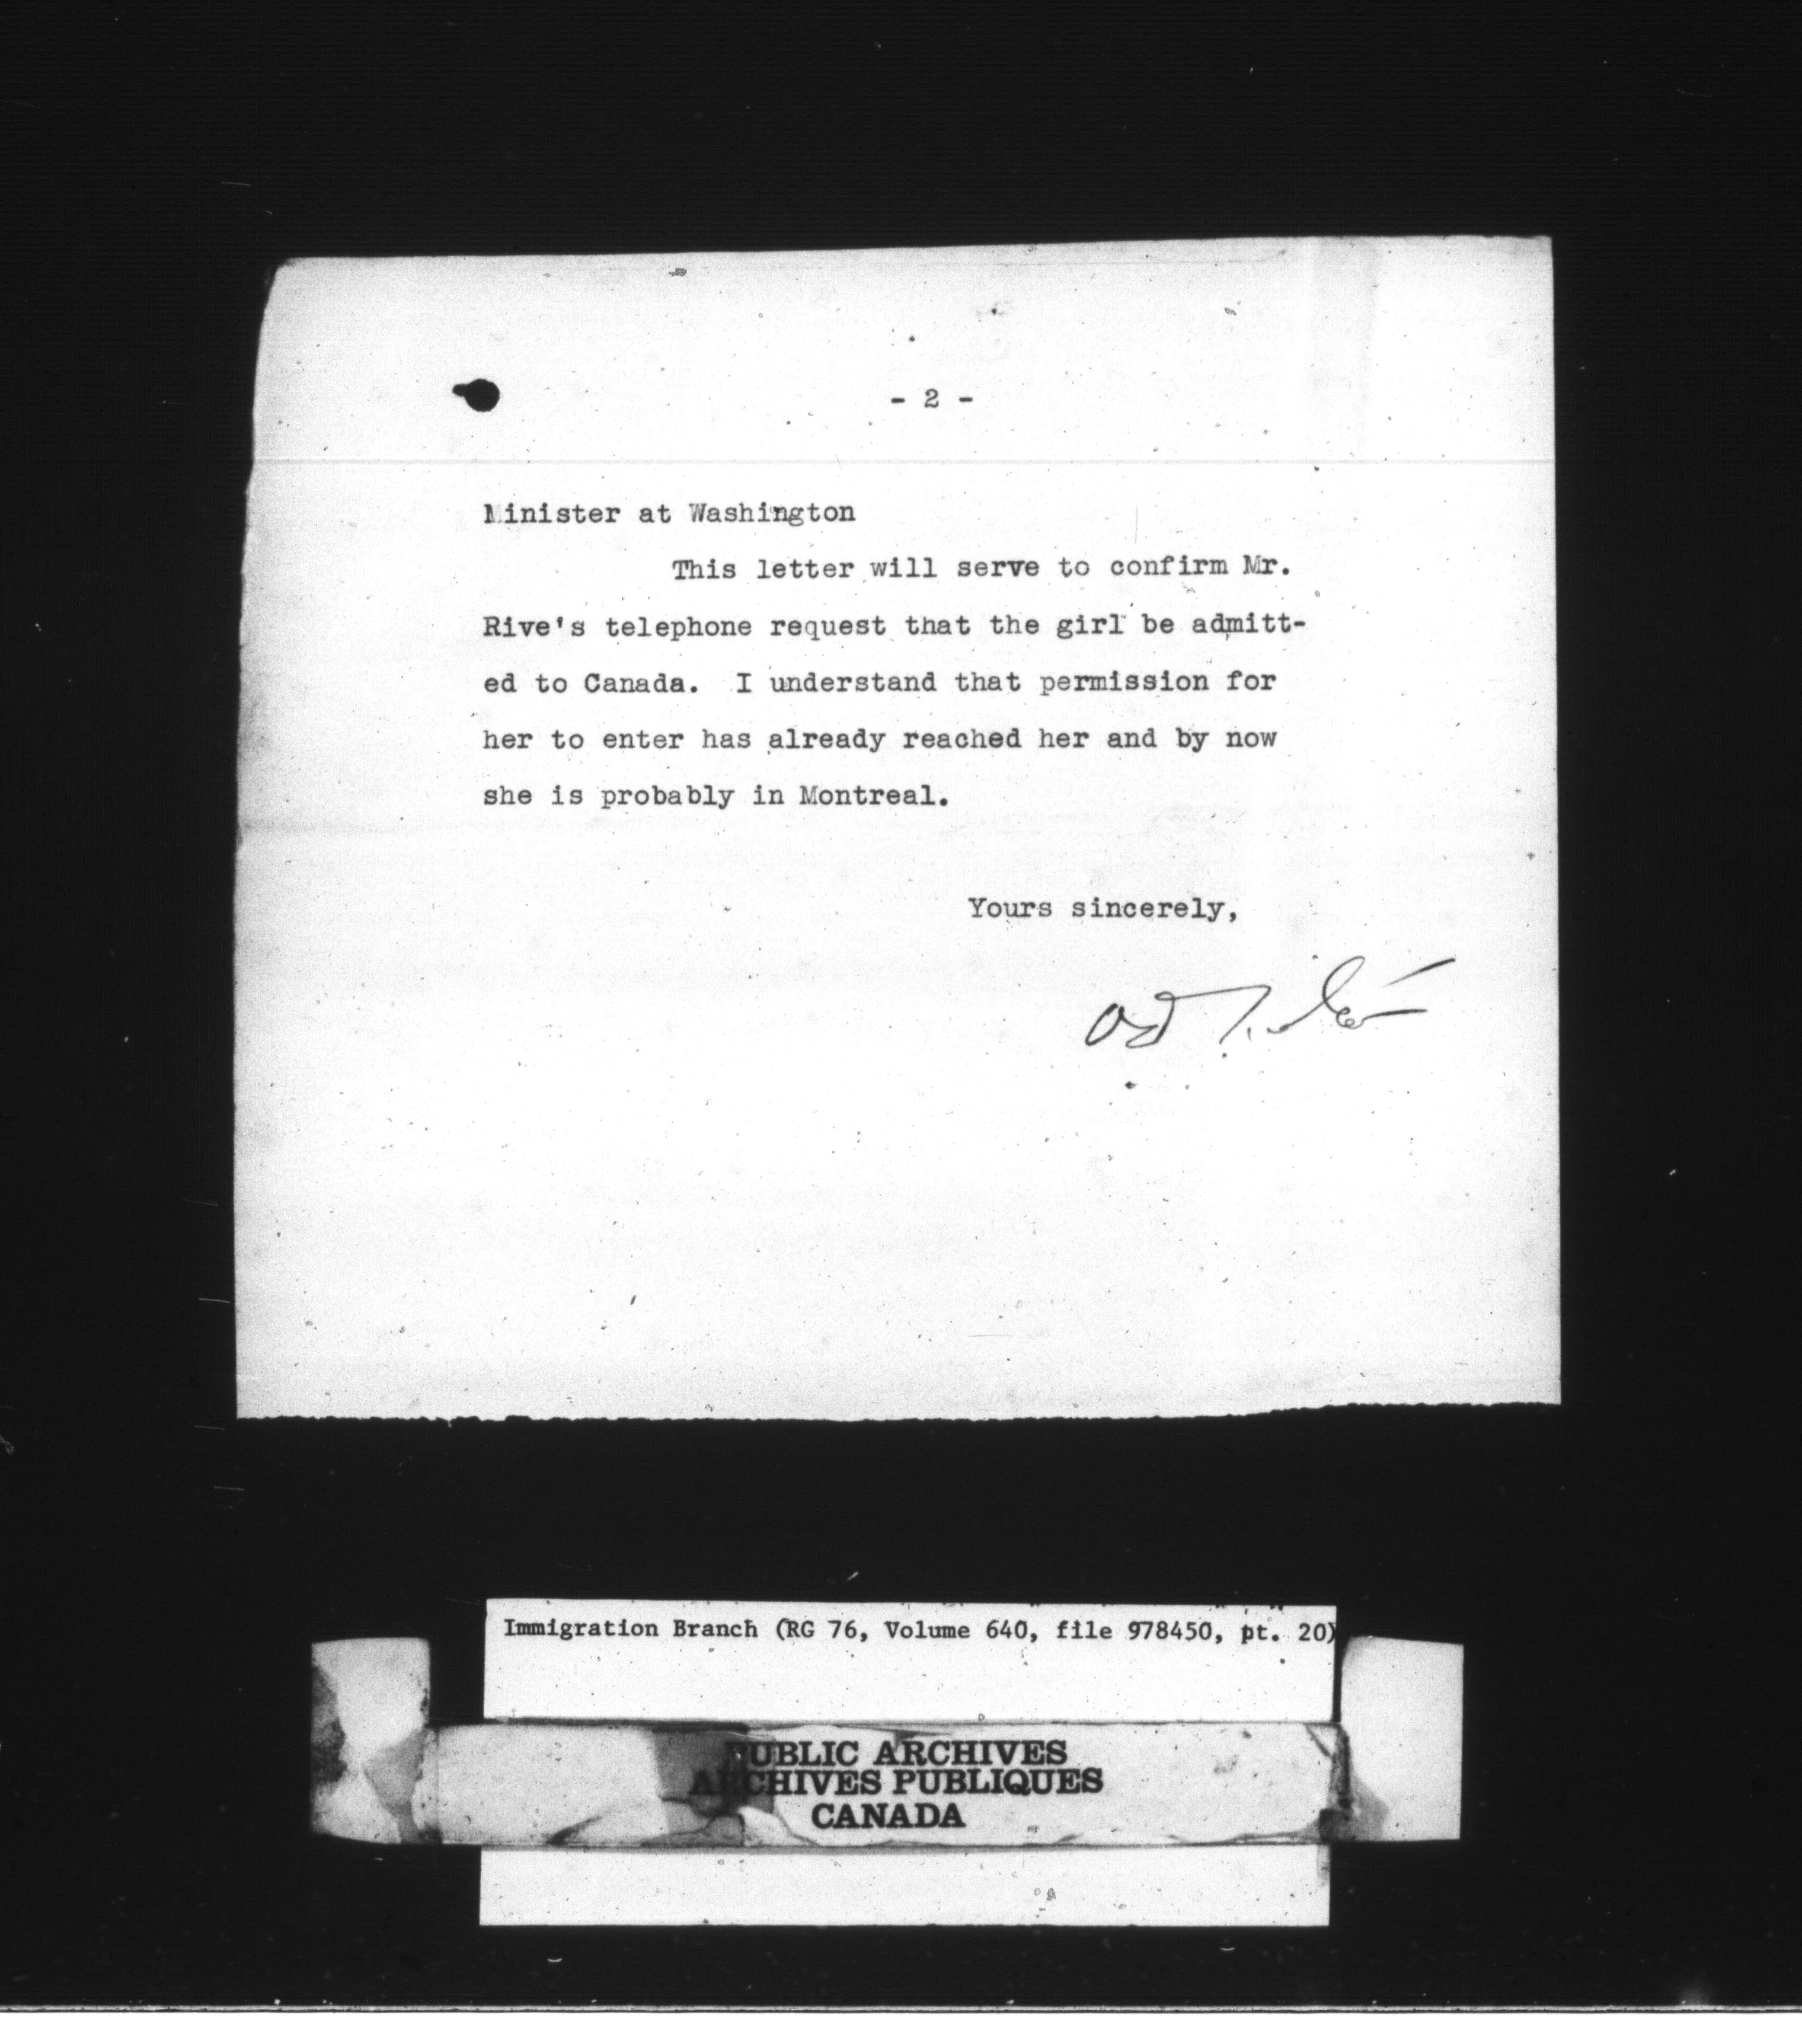 - 2 -
Minister at Washington
This letter will serve to confirm Mr.
Rive's telephone request that the girl be admitt-
ed to Canada. I understand that permission for
her to enter has already reached her and by now
she is probably in Montreal.
Yours sincerely,
Immigration Branch (RG 76, Volume 640, file 978450, pt. 20)
PUBLIC ARCHIVES
ARCHIVES PUBLIQUES
CANADA